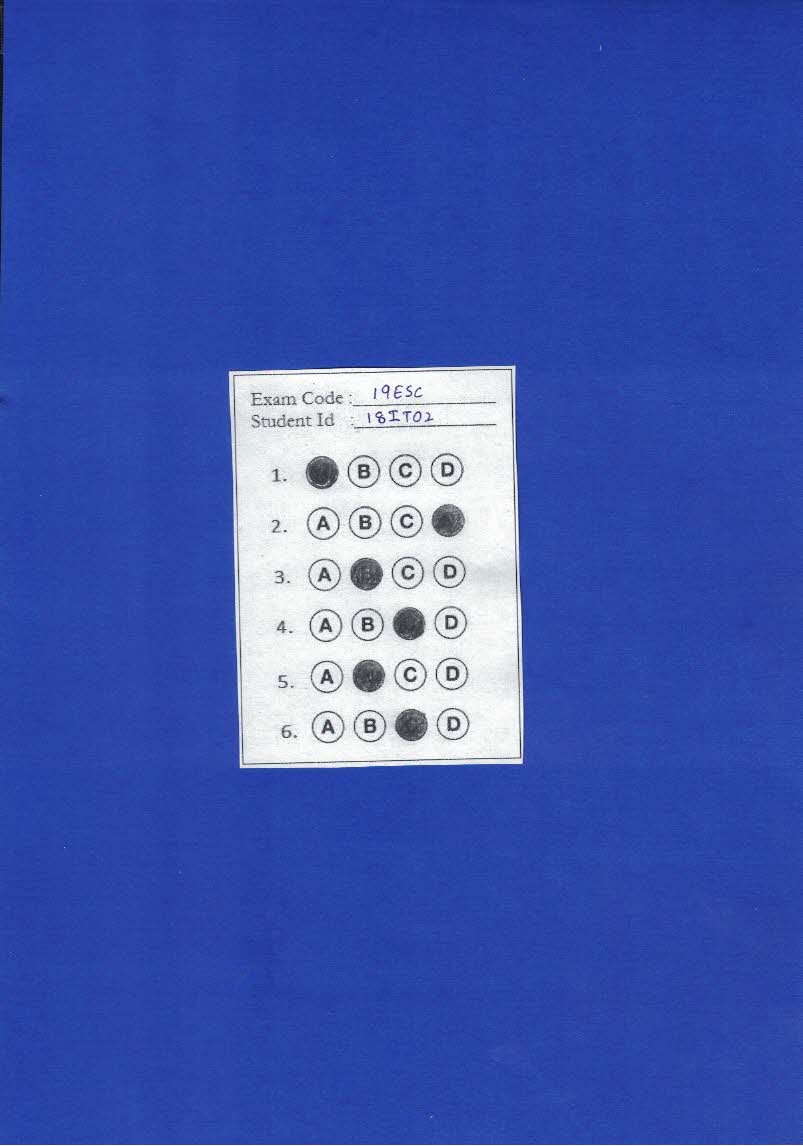 Exam Code : 19ESC
Student Id : 18IT02
1. B C D
2. A B C
3. A C D
4. A B D
5. A C D
6. A B D